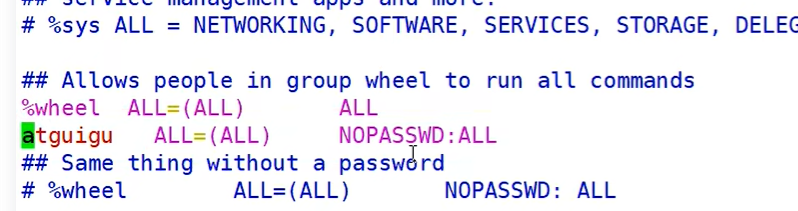 ## service management apps and more.
# %sys ALL = NETWORKING, SOFTWARE, SERVICES, STORAGE,
## Allows people in group wheel to run all commands
%wheel ALL=(ALL) ALL
atguigu ALL=(ALL) NOPASSWD:ALL
## Same thing without a password
# %wheel ALL=(ALL) NOPASSWD: ALL